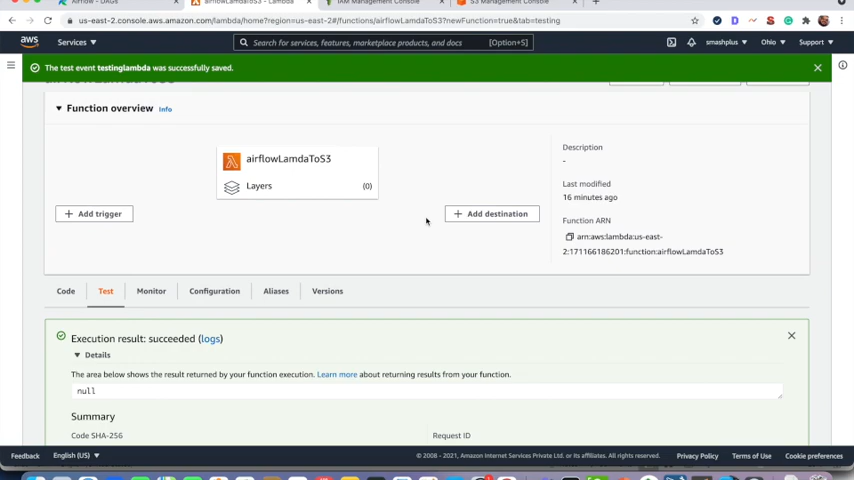 Airflow - DAGs
airflowLamdaToS3 - Lambda
IAM Management Console
S3 Management Console
us-east-2.console.aws.amazon.com/lambda/home?region=us-east-2#/functions/airflowLamdaToS3?newFunction=true&tab=testing
aws
Services
Search for services, features, marketplace products, and docs
[Option+S]
smashplus
Ohio
Support
The test event testinglambda was successfully saved.
Function overview
Info
airflowLamdaToS3
Layers
(0)
Add trigger
Add destination
Description
-
Last modified
16 minutes ago
Function ARN
arn:aws:lambda:us-east-
2:171166186201:function:airflowLamdaToS3
Code
Test
Monitor
Configuration
Aliases
Versions
Execution result: succeeded (logs)
Details
The area below shows the result returned by your function execution. Learn more about returning results from your function.
null
Summary
Code SHA-256
Request ID
Feedback
English (US)
© 2008 - 2021, Amazon Internet Services Private Ltd. or its affiliates. All rights reserved.
Privacy Policy
Terms of Use
Cookie preferences